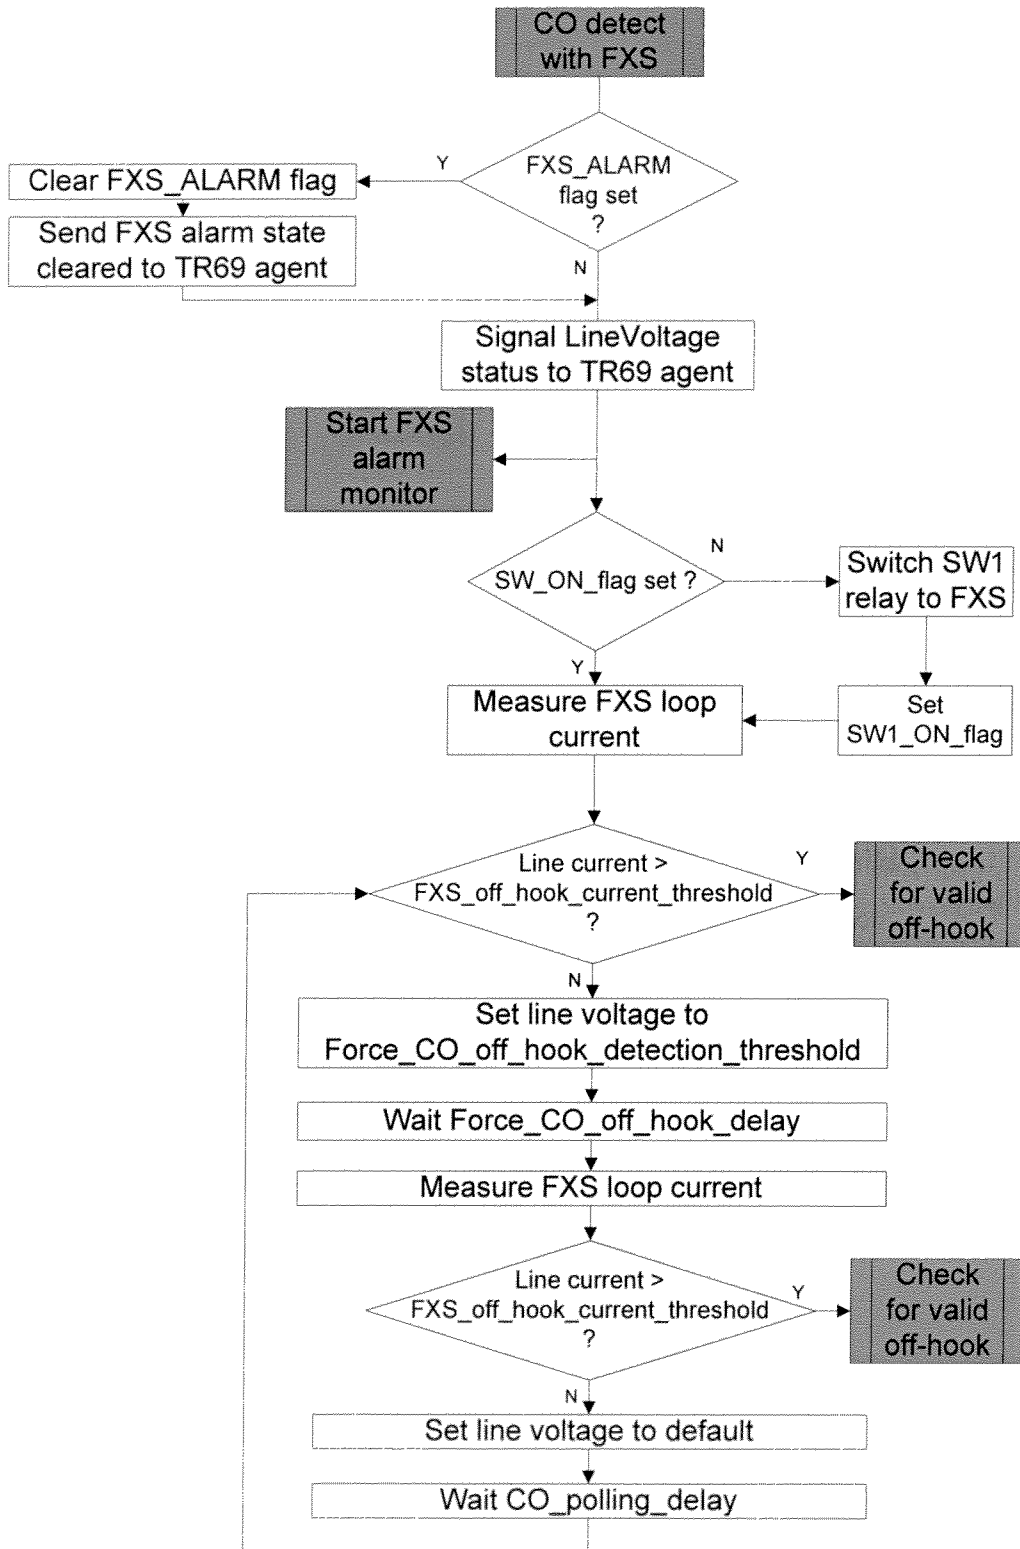 CO detect
with FXS
FXS_ALARM
flag set
?
Y
Clear FXS_ALARM flag
Send FXS alarm state
cleared to TR69 agent
N
Signal LineVoltage
status to TR69 agent
Start FXS
alarm
monitor
SW_ON_flag set ?
N
Switch SW1
relay to FXS
Set
SW1_ON_flag
Y
Measure FXS loop
current
Line current >
FXS_off_hook_current_threshold
?
Y
Check
for valid
off-hook
N
Set line voltage to
Force_CO_off_hook_detection_threshold
Wait Force_CO_off_hook_delay
Measure FXS loop current
Line current >
FXS_off_hook_current_threshold
?
Y
Check
for valid
off-hook
N
Set line voltage to default
Wait CO_polling_delay